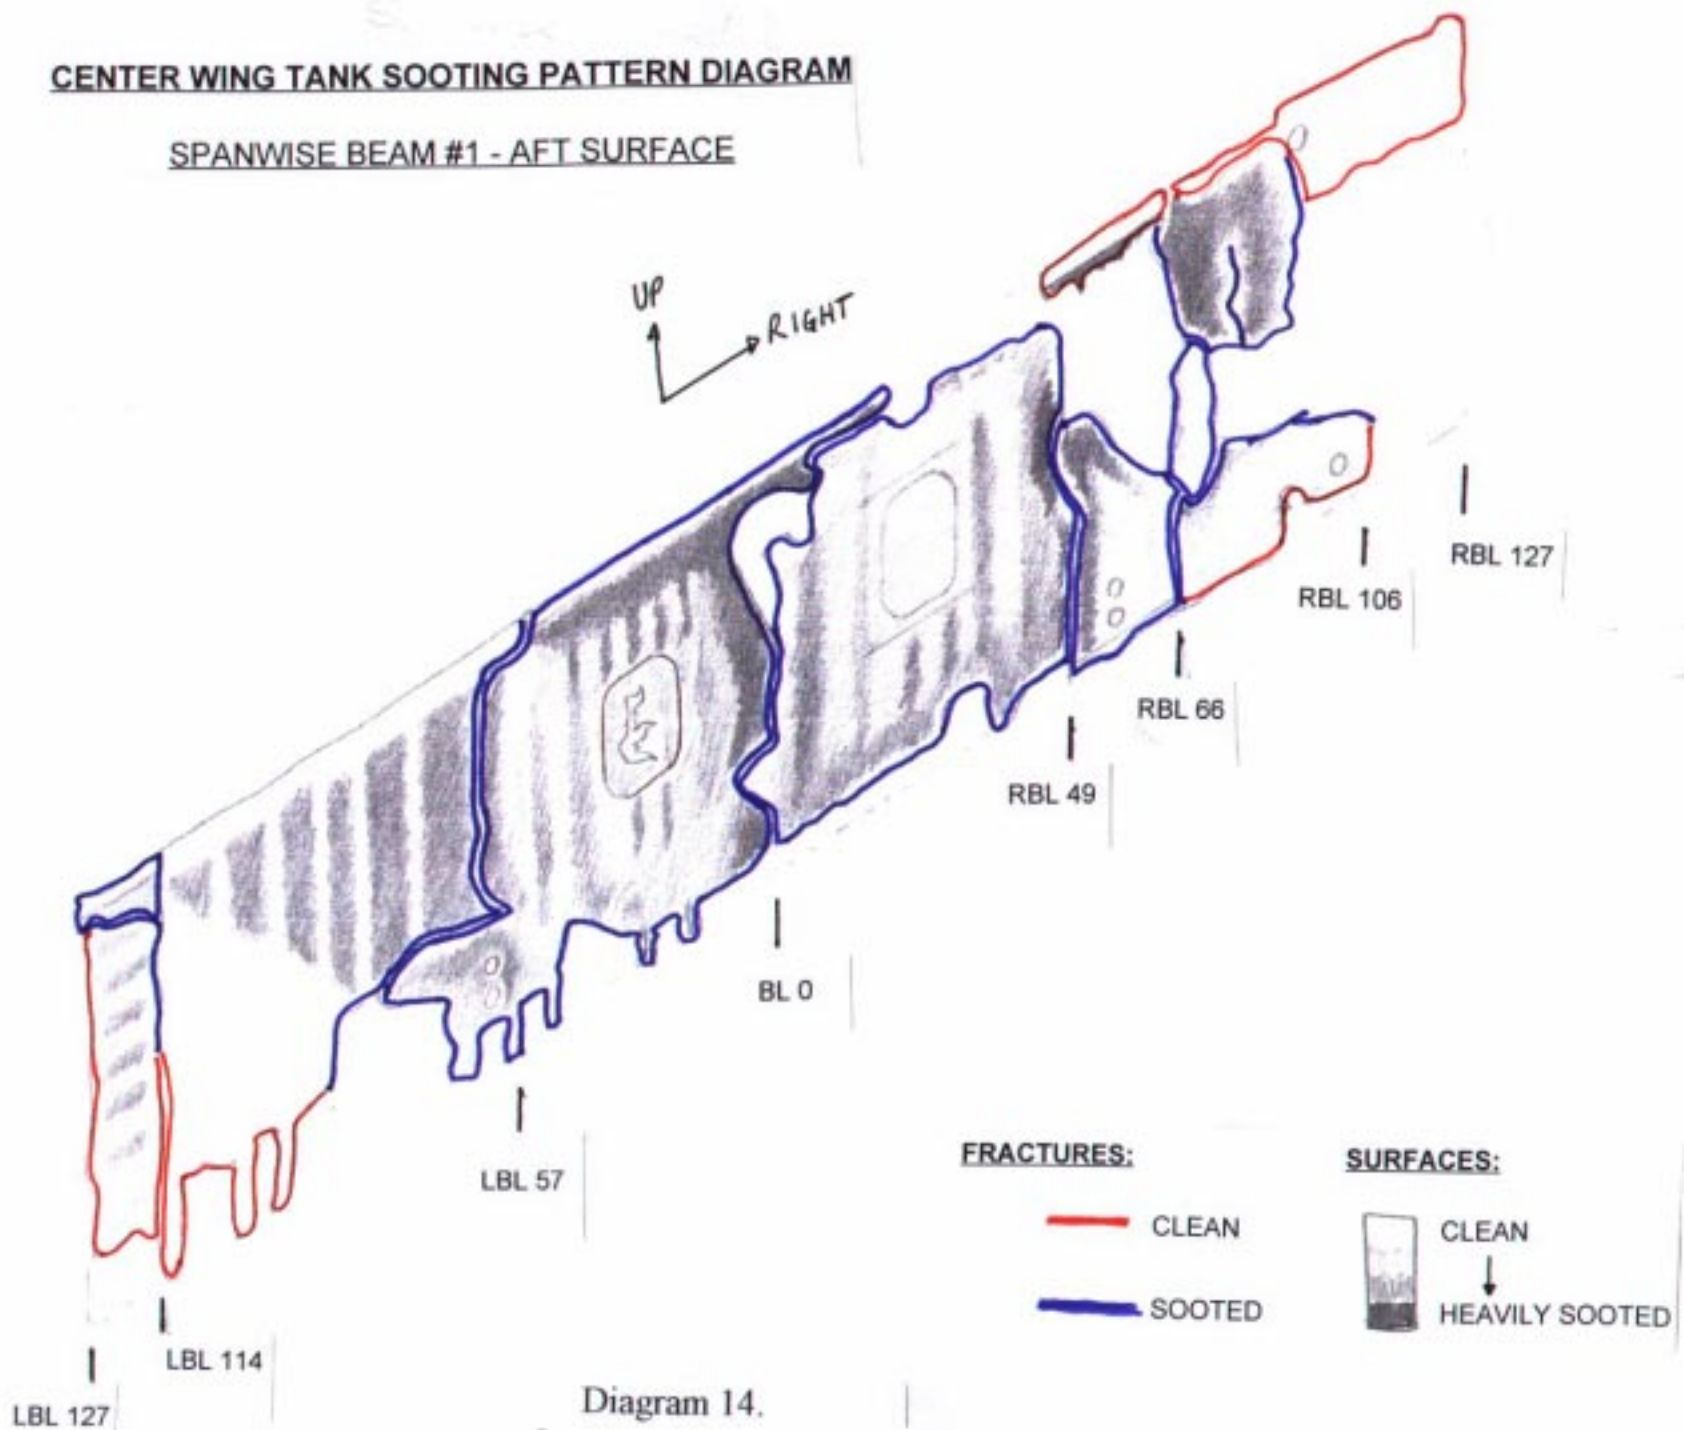 CENTER WING TANK SOOTING PATTERN DIAGRAM
SPANWISE BEAM #1 - AFT SURFACE
UP
RIGHT
RBL 127
RBL 106
RBL 66
RBL 49
BL 0
LBL 57
LBL 114
LBL 127
FRACTURES:
CLEAN
SOOTED
SURFACES:
CLEAN
HEAVILY SOOTED
Diagram 14.